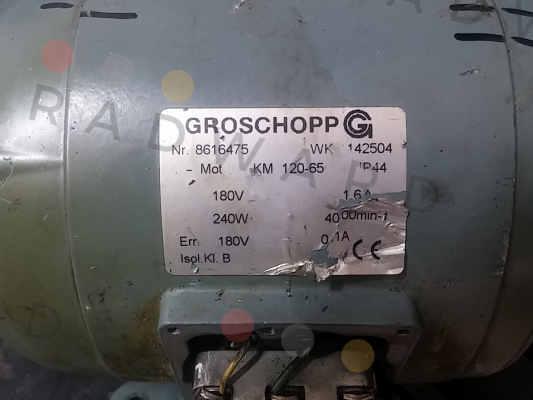 RADWARD
GROSCHOPP G
Nr. 8616475 WK 142504
- Mot KM 120-65 IP44
180V 1.6A
240W 4000min-1
Err. 180V 0.1A
Isol.Kl. B CE